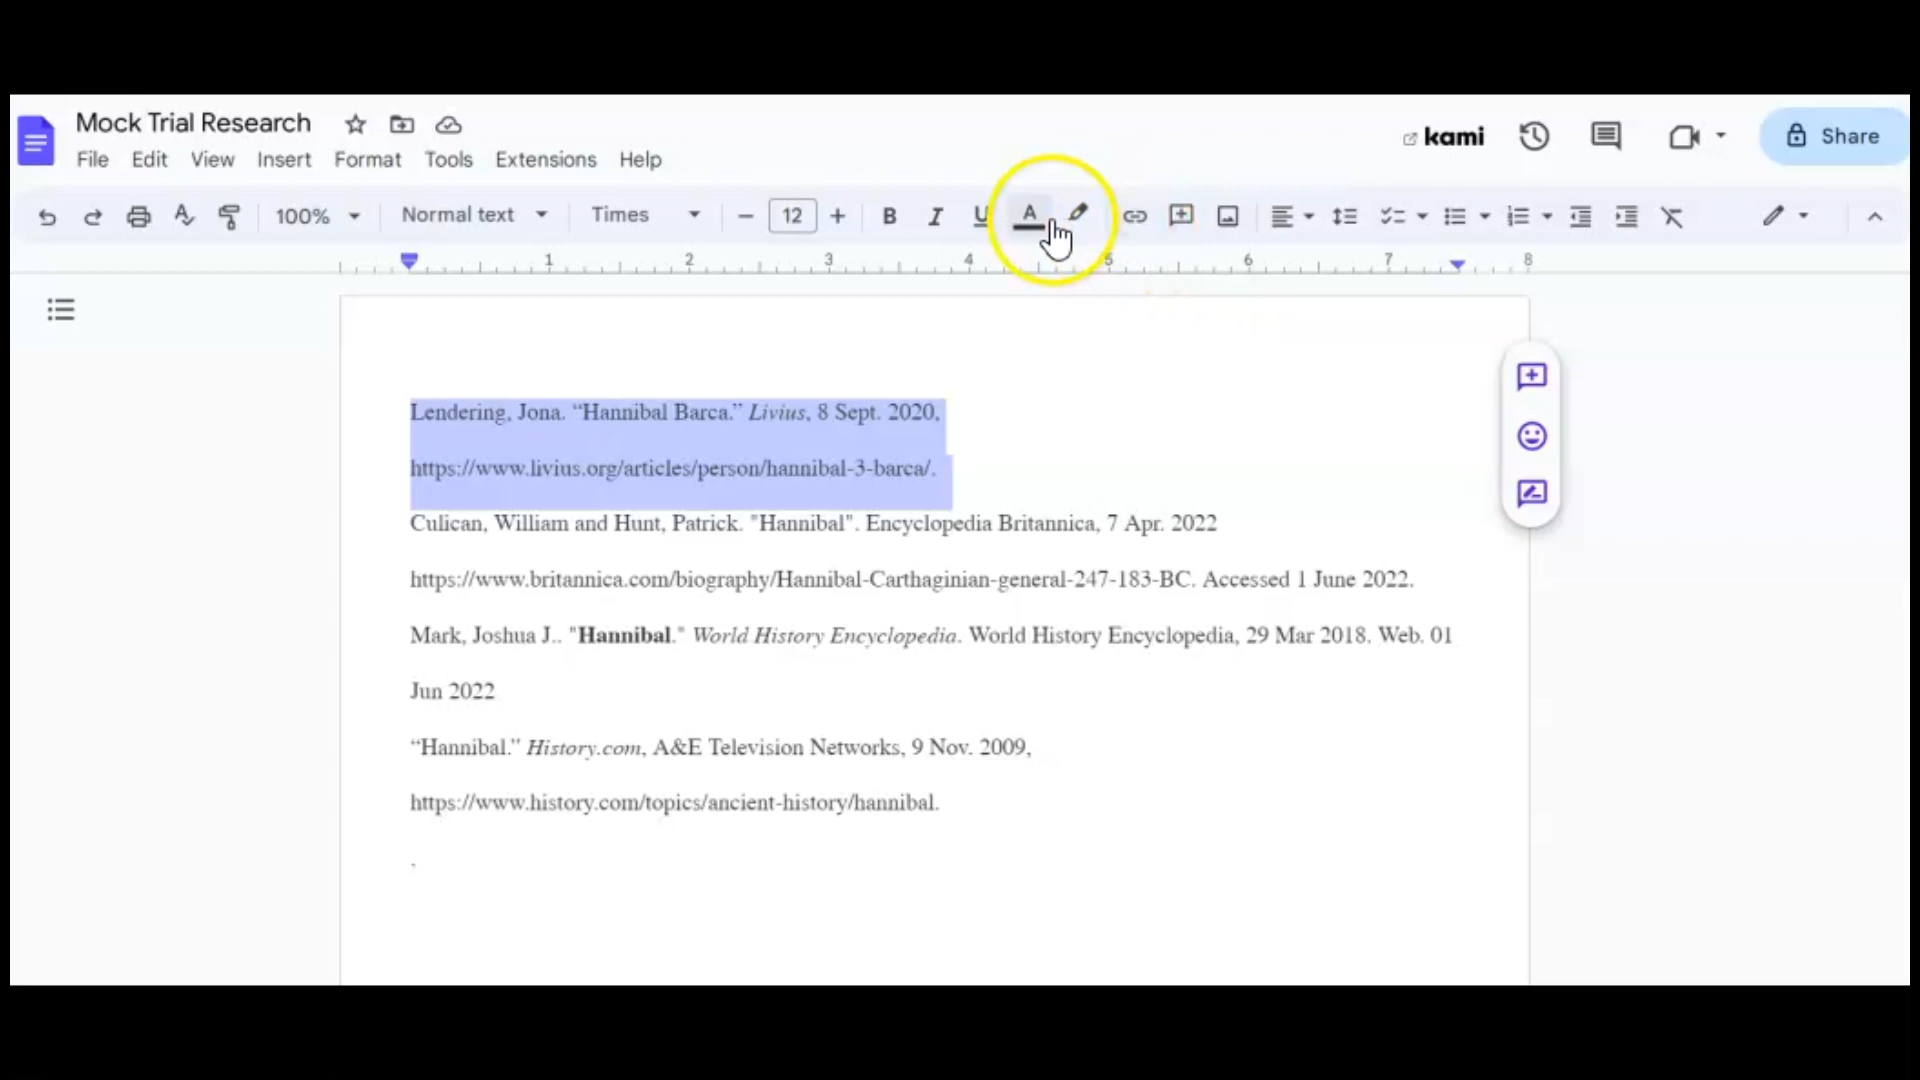 Mock Trial Research
kami
Share
File Edit View Insert Format Tools Extensions Help
100% Normal text Times 12 B I U A
1 2 3 4 5 6 7 8
Lendering, Jona. “Hannibal Barca.” Livius, 8 Sept. 2020,
https://www.livius.org/articles/person/hannibal-3-barca/.
Culican, William and Hunt, Patrick. "Hannibal". Encyclopedia Britannica, 7 Apr. 2022
https://www.britannica.com/biography/Hannibal-Carthaginian-general-247-183-BC. Accessed 1 June 2022.
Mark, Joshua J.. "Hannibal." World History Encyclopedia. World History Encyclopedia, 29 Mar 2018. Web. 01
Jun 2022
“Hannibal.” History.com, A&E Television Networks, 9 Nov. 2009,
https://www.history.com/topics/ancient-history/hannibal.
.